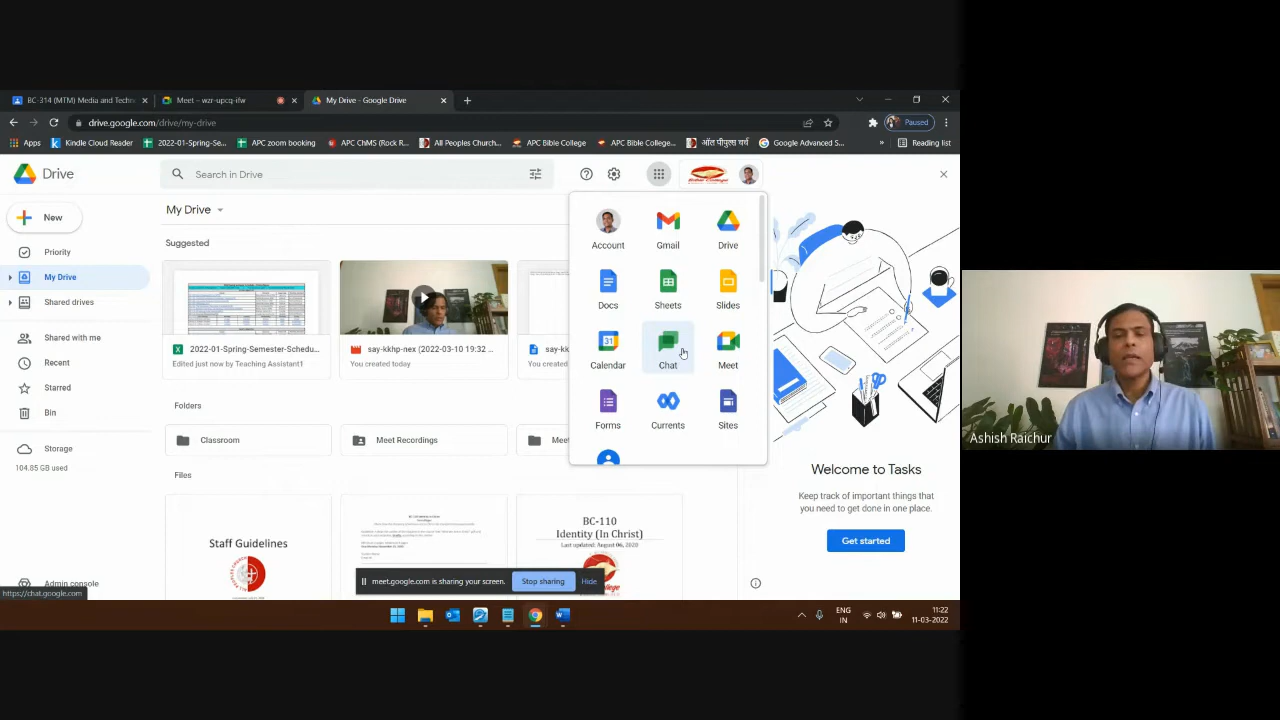 BC-314 (MTM) Media and Techn
Meet – wzr-upcq-ifw
My Drive - Google Drive
drive.google.com/drive/my-drive
Paused
Apps
Kindle Cloud Reader
2022-01-Spring-Se...
APC zoom booking
APC ChMS (Rock R...
All Peoples Church...
APC Bible College
APC Bible College...
ऑल पीपुल्स चर्च
Google Advanced S...
»
Reading list
Drive
Search in Drive
New
My Drive
Priority
My Drive
Shared drives
Shared with me
Recent
Starred
Bin
Storage
104.85 GB used
Admin console
https://chat.google.com
Suggested
2022-01-Spring-Semester-Schedu...
Edited just now by Teaching Assistant1
say-kkhp-nex (2022-03-10 19:32 ...
You created today
say-kk
You created
Folders
Classroom
Meet Recordings
Meet
Files
Staff Guidelines
BC-110
Identity (In Christ)
Last updated: August 06, 2020
Account
Gmail
Drive
Docs
Sheets
Slides
31
Calendar
Chat
Meet
Forms
Currents
Sites
Welcome to Tasks
Keep track of important things that
you need to get done in one place.
Get started
meet.google.com is sharing your screen.
Stop sharing
Hide
ENG
IN
11:22
11-03-2022
Ashish Raichur